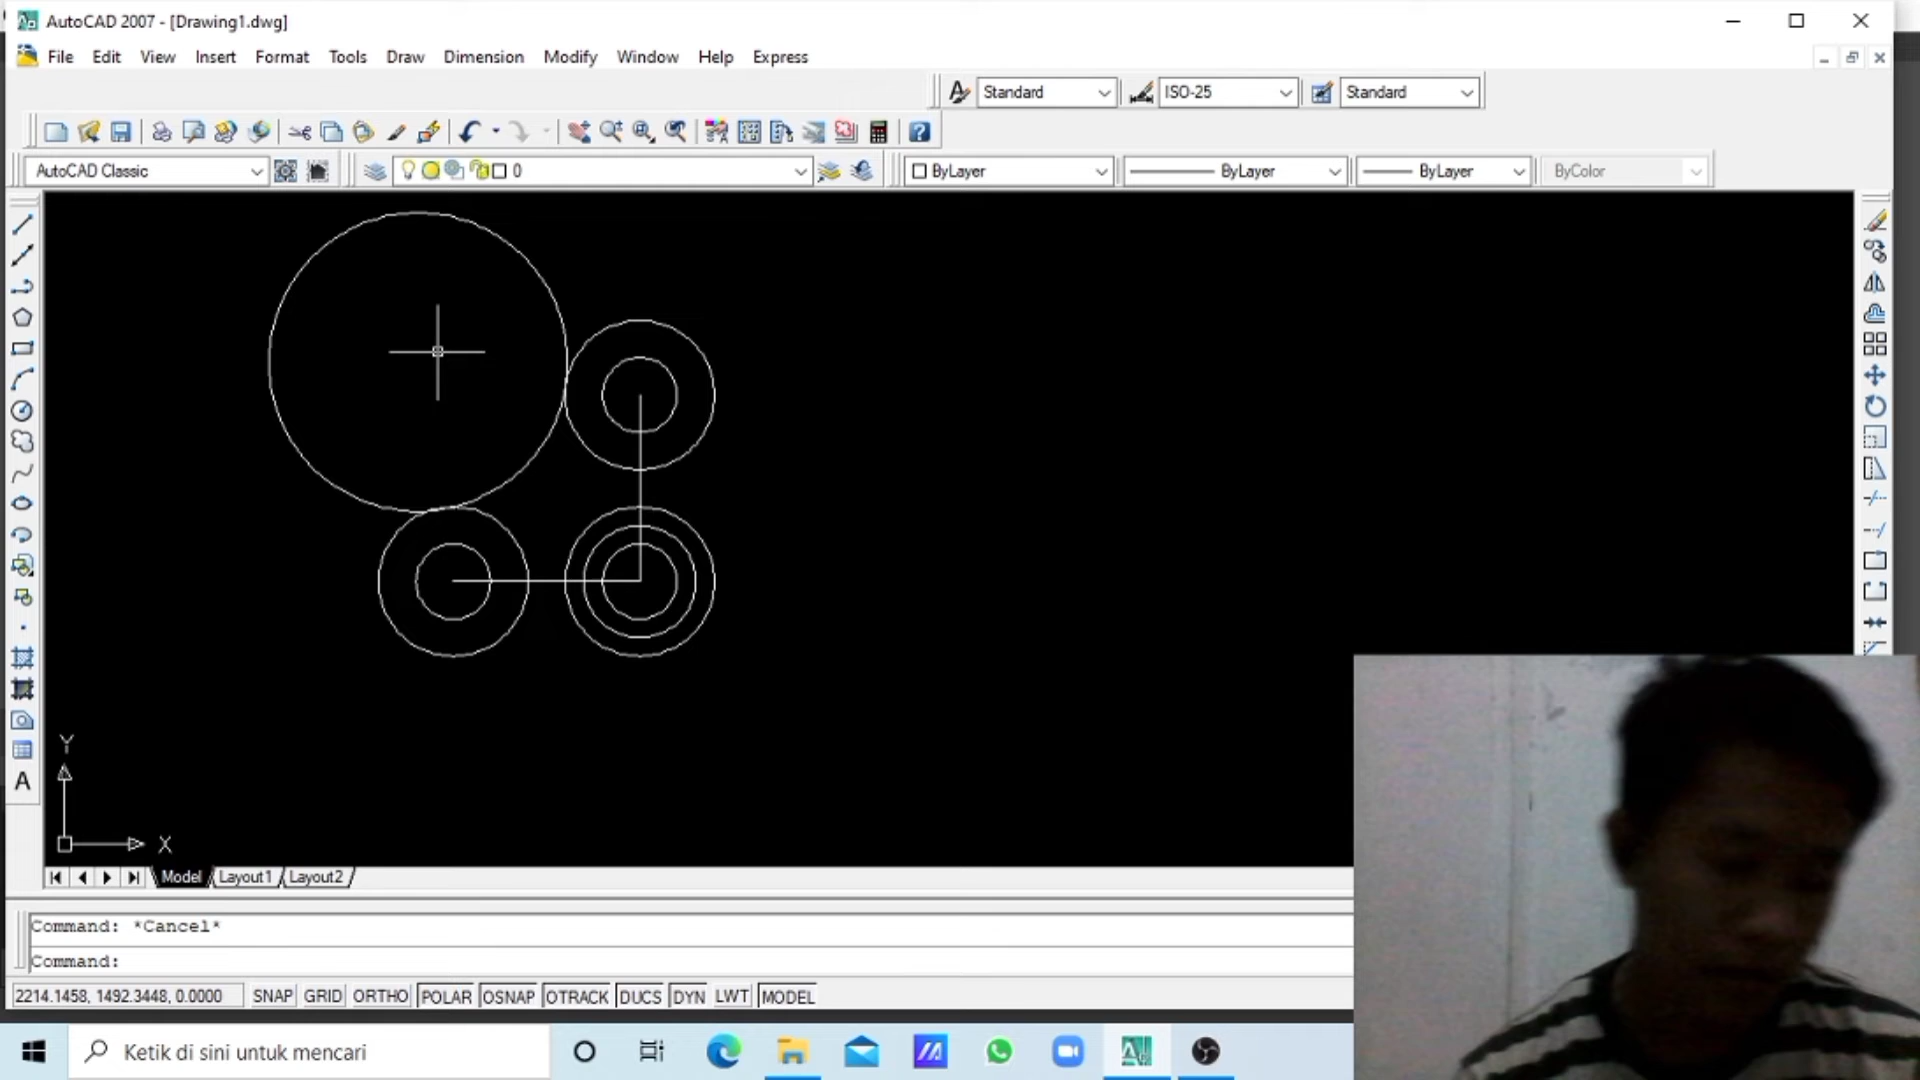 AutoCAD 2007 - [Drawing1.dwg]
File Edit View Insert Format Tools Draw Dimension Modify Window Help Express
Standard ISO-25 Standard
AutoCAD Classic 0 ByLayer ByLayer ByLayer ByColor
Y
X
A
Model Layout1 Layout2
Command: *Cancel*
Command:
2214.1458, 1492.3448, 0.0000 SNAP GRID ORTHO POLAR OSNAP OTRACK DUCS DYN LWT MODEL
Ketik di sini untuk mencari